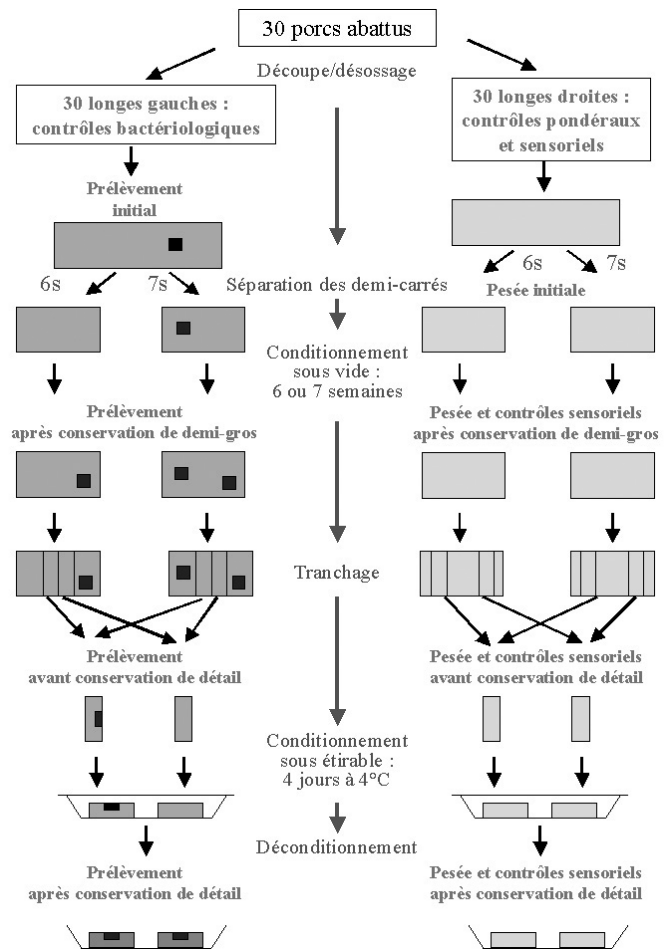 30 porcs abattus
Découpe/désossage
30 longes gauches :
contrôles bactériologiques
30 longes droites :
contrôles pondéraux
et sensoriels
Prélèvement
initial
6s
7s
6s
7s
Séparation des demi-carrés
Pesée initiale
Conditionnement
sous vide :
6 ou 7 semaines
Prélèvement
après conservation de demi-gros
Pesée et contrôles sensoriels
après conservation de demi-gros
Tranchage
Prélèvement
avant conservation de détail
Pesée et contrôles sensoriels
avant conservation de détail
Conditionnement
sous étirable :
4 jours à 4°C
Déconditionnement
Prélèvement
après conservation de détail
Pesée et contrôles sensoriels
après conservation de détail